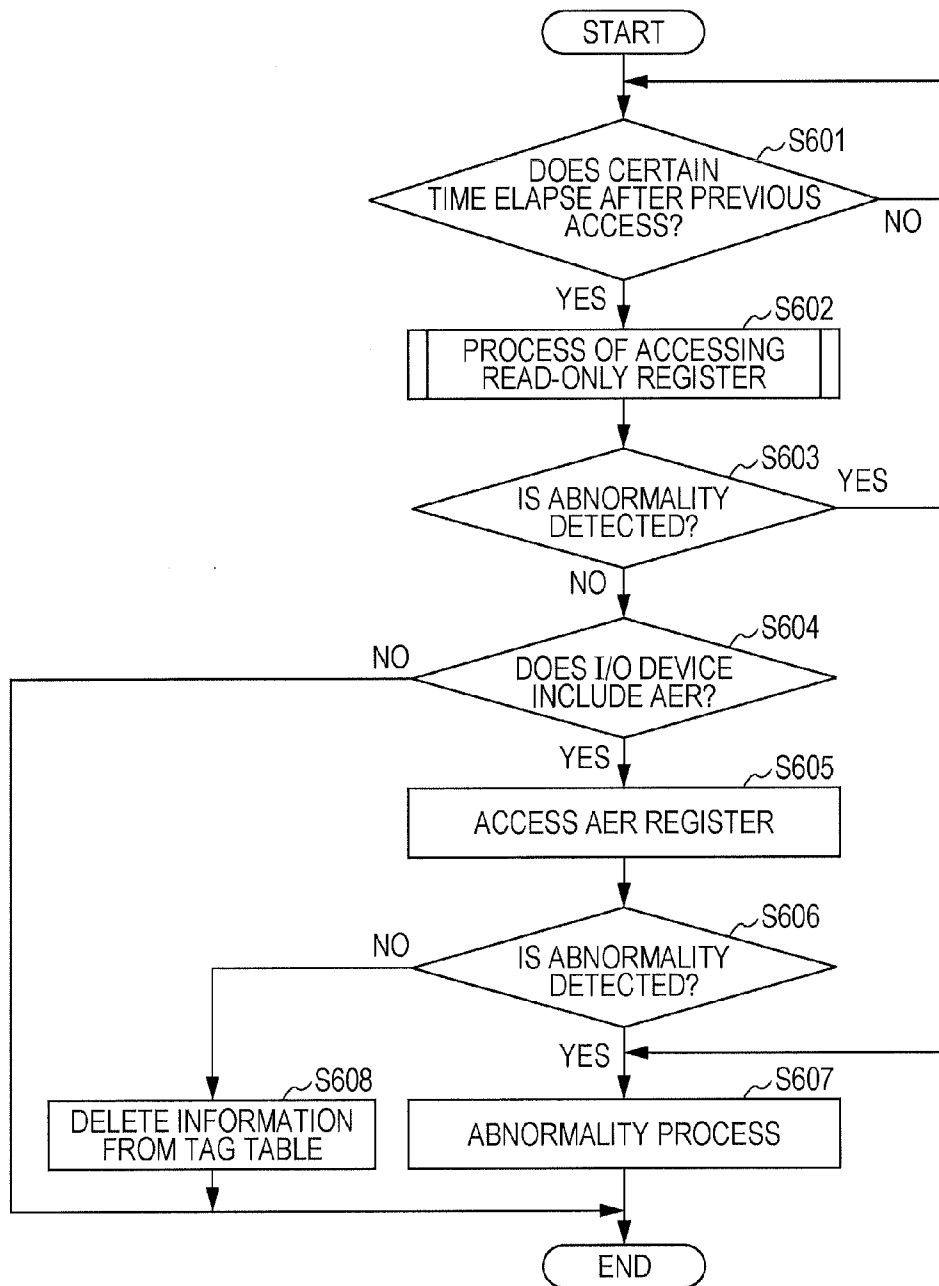 START
S601
DOES CERTAIN
TIME ELAPSE AFTER PREVIOUS
ACCESS?
NO
YES
S602
PROCESS OF ACCESSING
READ-ONLY REGISTER
S603
YES
IS ABNORMALITY
DETECTED?
NO
S604
NO
DOES I/O DEVICE
INCLUDE AER?
YES
S605
ACCESS AER REGISTER
S606
NO
IS ABNORMALITY
DETECTED?
YES
S608
DELETE INFORMATION
FROM TAG TABLE
S607
ABNORMALITY PROCESS
END